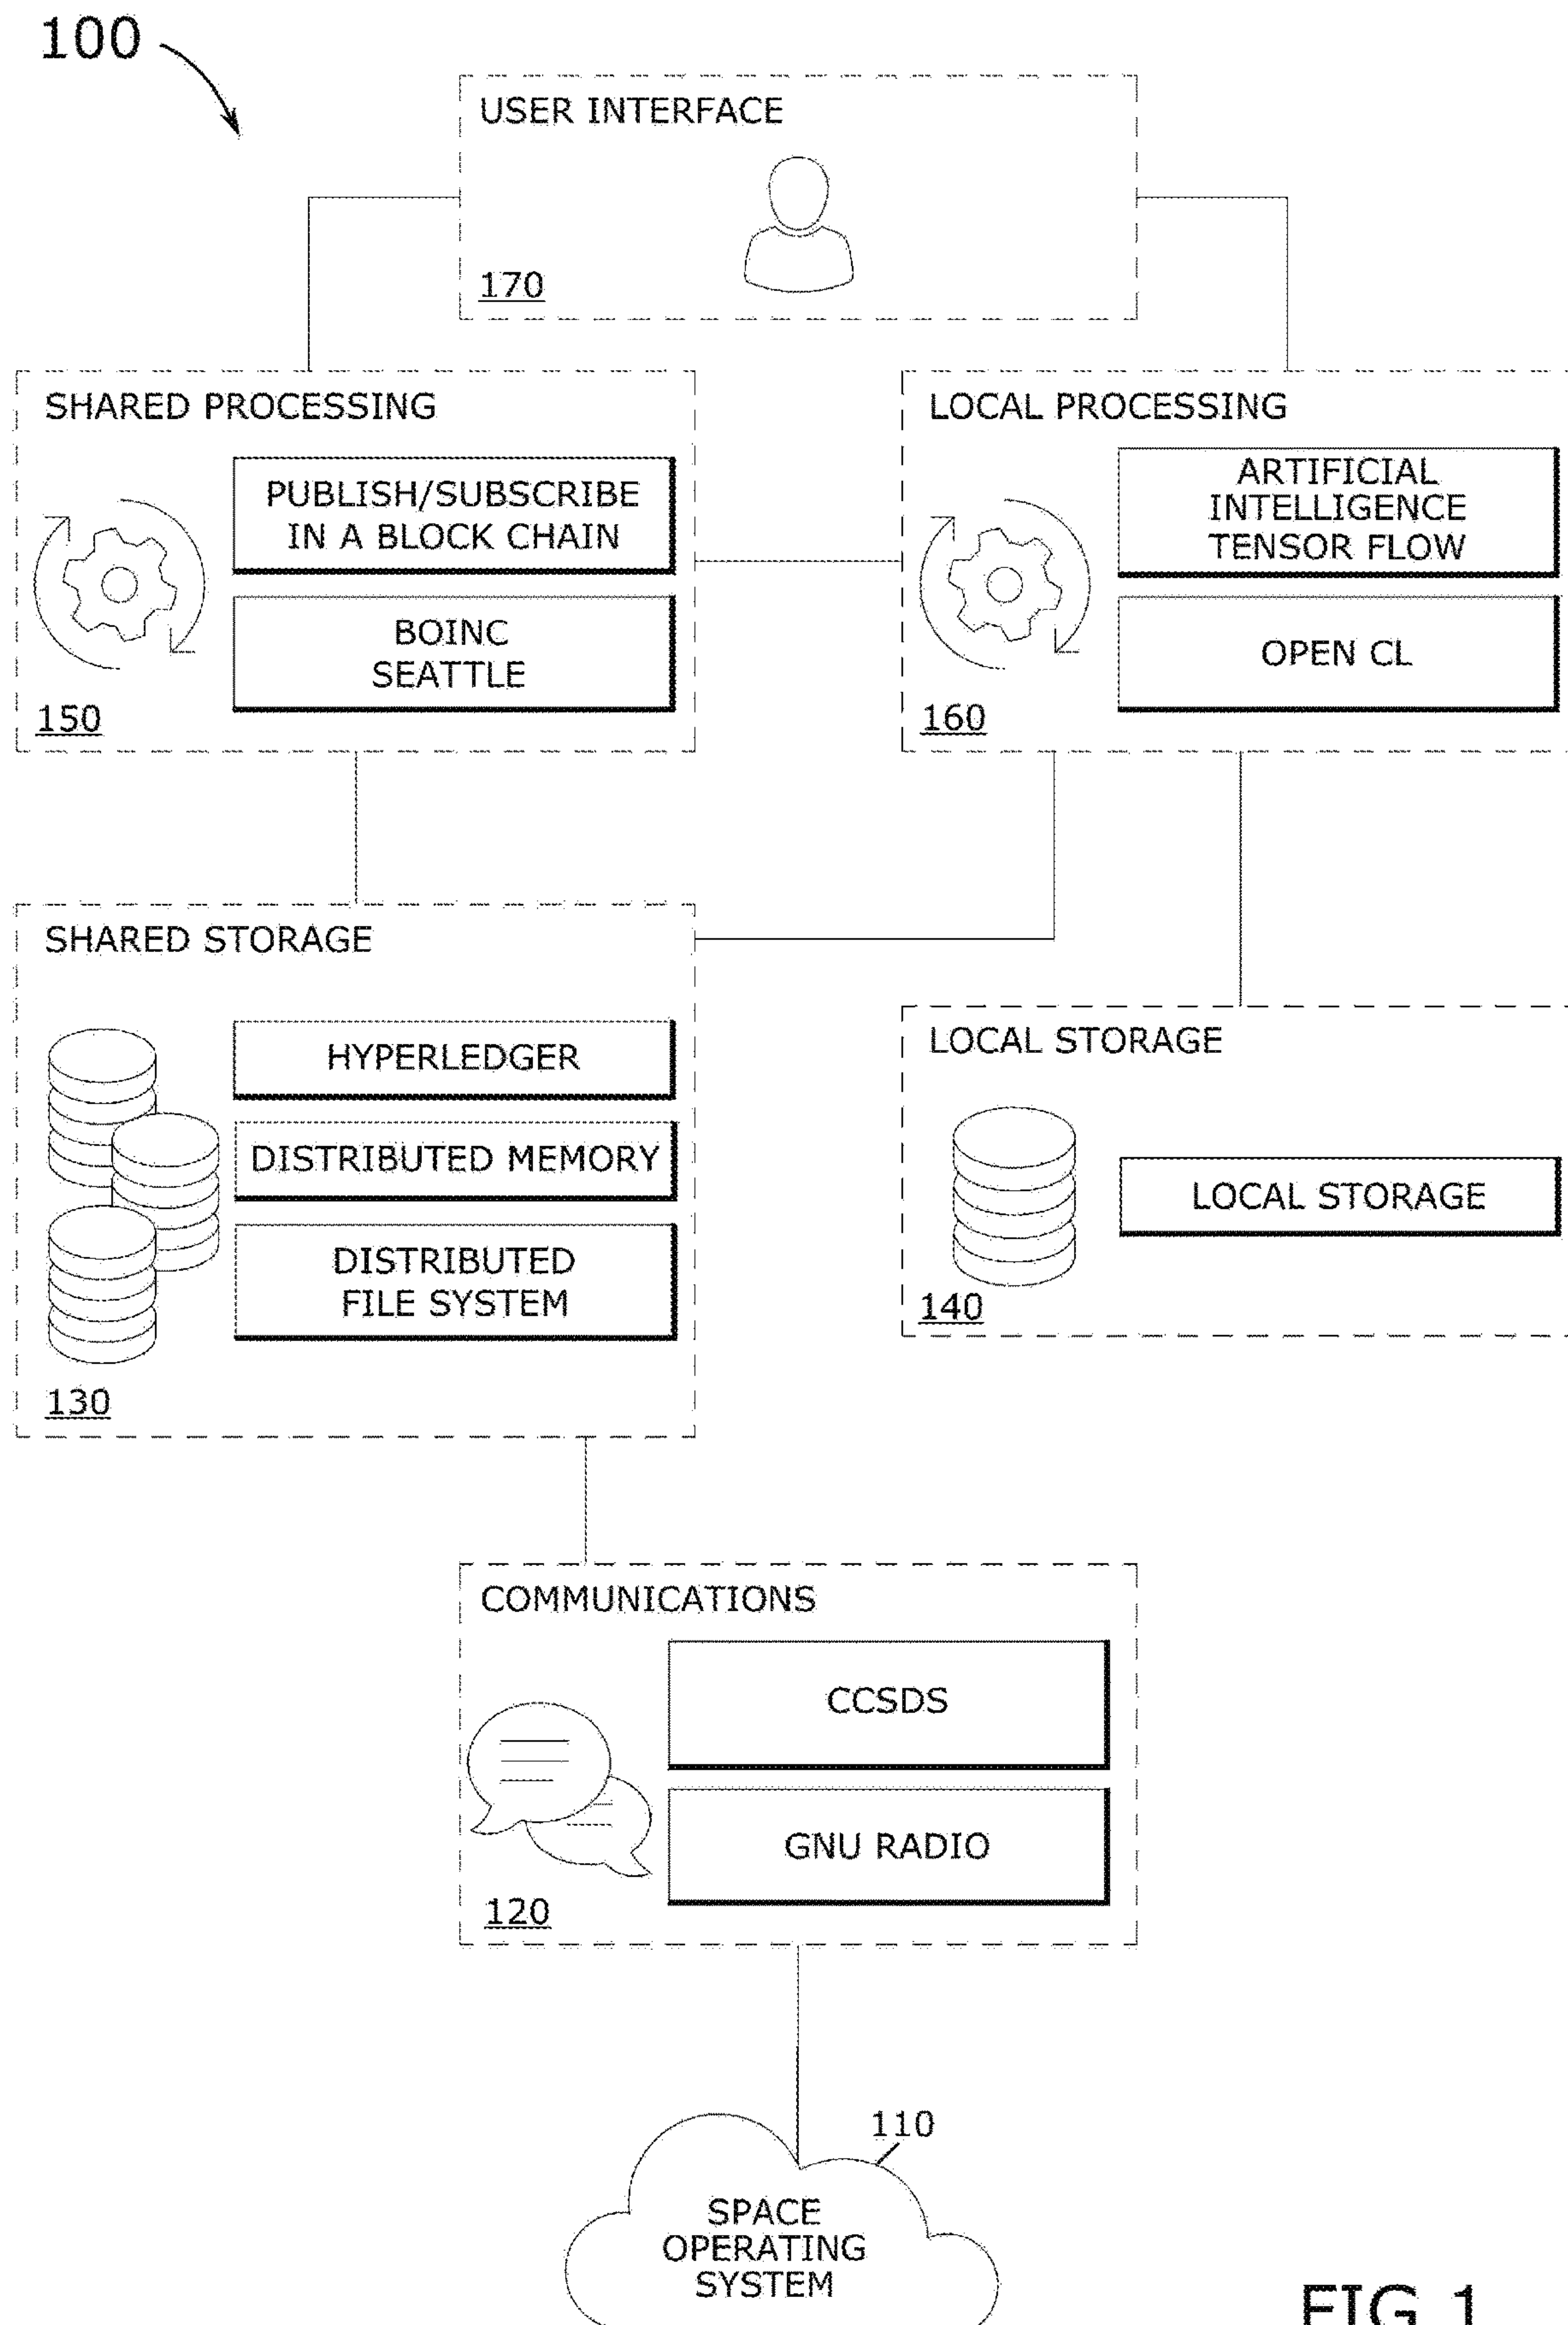 100
USER INTERFACE
170
SHARED PROCESSING
PUBLISH/SUBSCRIBE
IN A BLOCK CHAIN
BOINC
SEATTLE
150
LOCAL PROCESSING
ARTIFICIAL
INTELLIGENCE
TENSOR FLOW
OPEN CL
160
SHARED STORAGE
HYPERLEDGER
DISTRIBUTED MEMORY
DISTRIBUTED
FILE SYSTEM
130
LOCAL STORAGE
LOCAL STORAGE
140
COMMUNICATIONS
CCSDS
GNU RADIO
120
110
SPACE
OPERATING
SYSTEM
FIG 1